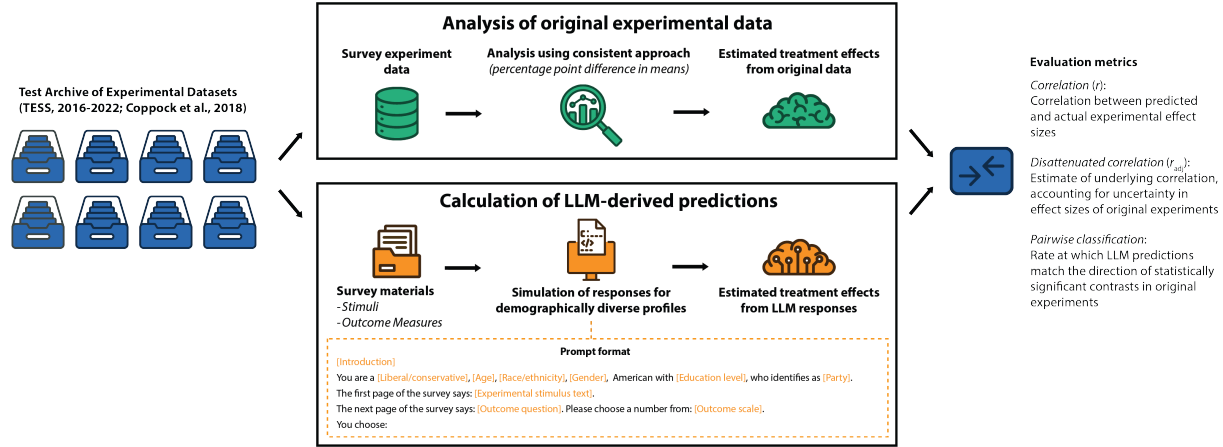 Test Archive of Experimental Datasets
(TESS, 2016-2022; Coppock et al., 2018)
Analysis of original experimental data
Survey experiment
data
Analysis using consistent approach
(percentage point difference in means)
Estimated treatment effects
from original data
Calculation of LLM-derived predictions
Survey materials
-Stimuli
-Outcome Measures
Simulation of responses for
demographically diverse profiles
Estimated treatment effects
from LLM responses
Prompt format
[Introduction]
You are a [Liberal/conservative], [Age], [Race/ethnicity], [Gender], American with [Education level], who identifies as [Party].
The first page of the survey says: [Experimental stimulus text].
The next page of the survey says: [Outcome question]. Please choose a number from: [Outcome scale].
You choose:
Evaluation metrics
Correlation (r):
Correlation between predicted
and actual experimental effect
sizes
Disattenuated correlation (r adj):
Estimate of underlying correlation,
accounting for uncertainty in
effect sizes of original experiments
Pairwise classification:
Rate at which LLM predictions
match the direction of statistically
significant contrasts in original
experiments